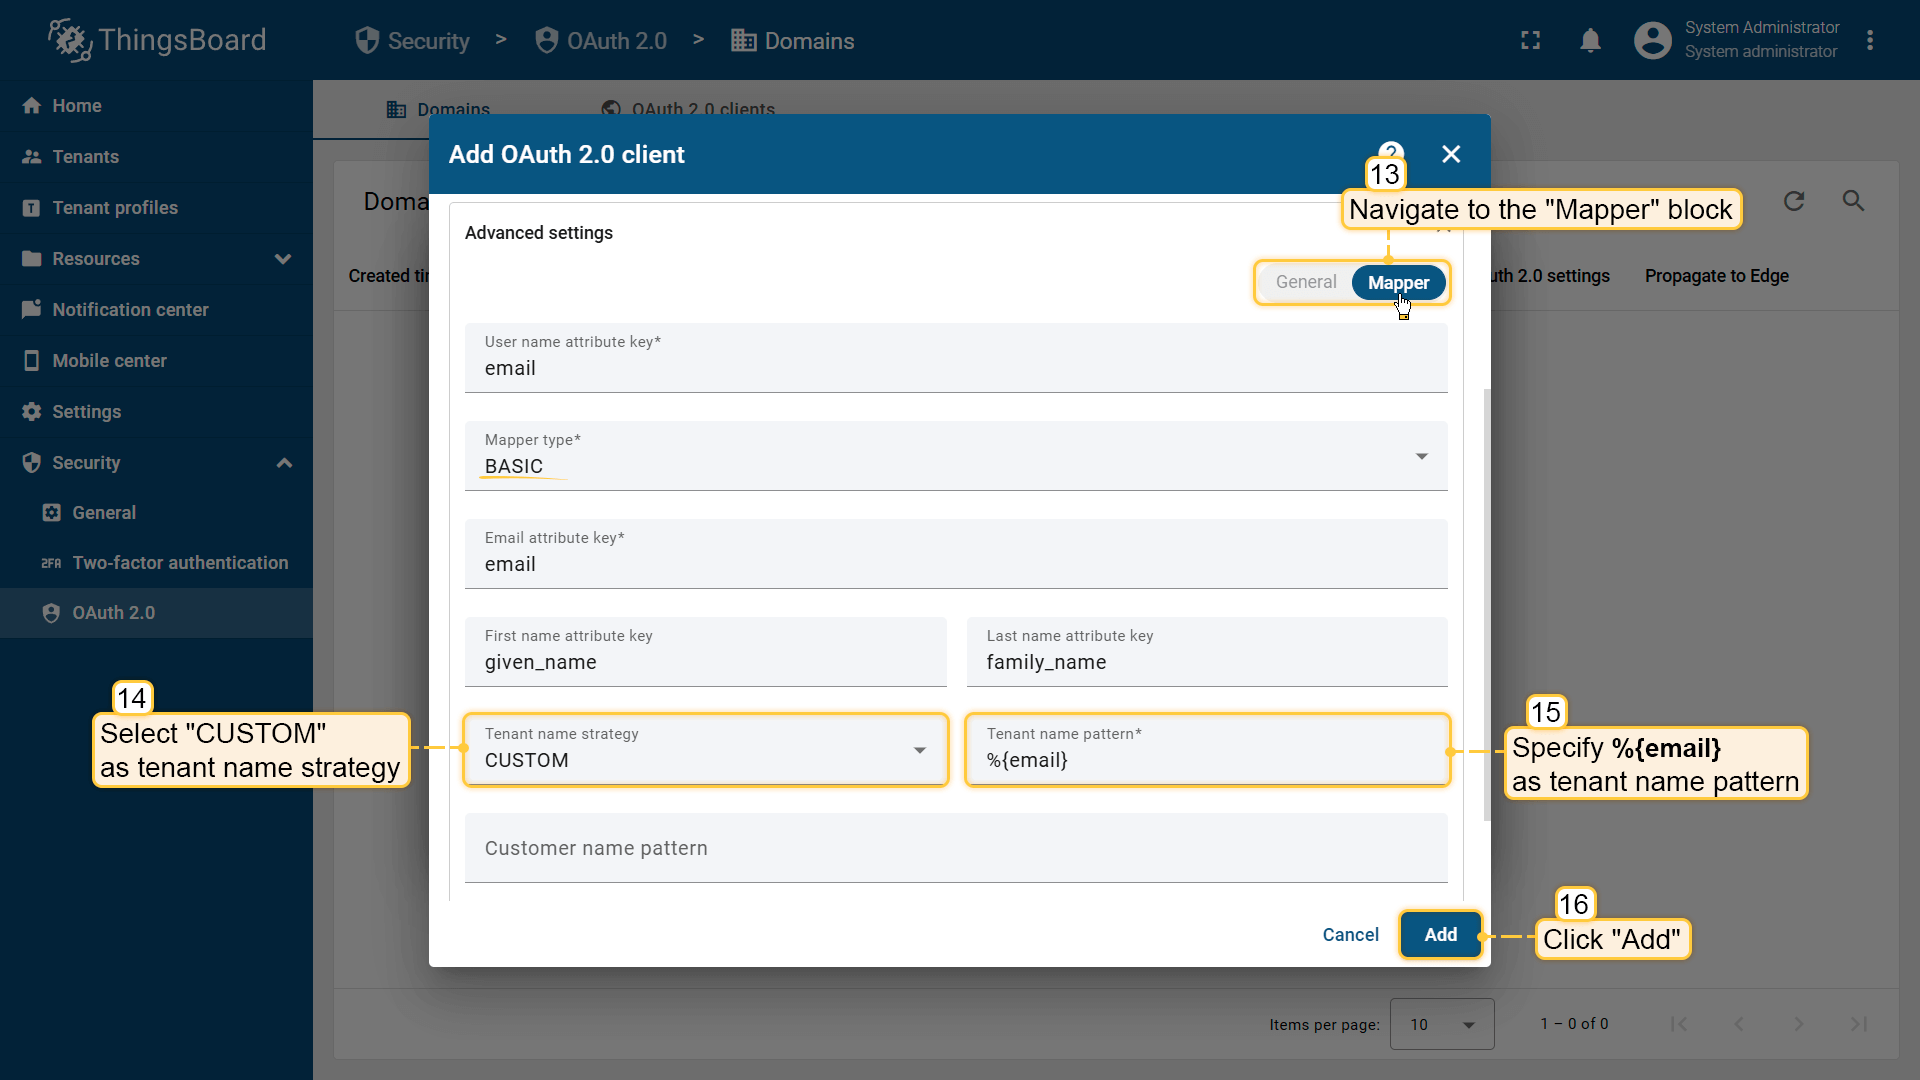 ThingsBoard
Security > OAuth 2.0 > Domains
System Administrator
System administrator
Home
Tenants
Tenant profiles
Resources
Notification center
Mobile center
Settings
Security
General
2FA Two-factor authentication
OAuth 2.0
Domains
OAuth 2.0 clients
Doma
Created ti
uth 2.0 settings
Propagate to Edge
Add OAuth 2.0 client
?
13
Navigate to the "Mapper" block
Advanced settings
General
Mapper
User name attribute key*
email
Mapper type*
BASIC
Email attribute key*
email
First name attribute key
given_name
Last name attribute key
family_name
14
Select "CUSTOM"
as tenant name strategy
Tenant name strategy
CUSTOM
Tenant name pattern*
%{email}
15
Specify %{email}
as tenant name pattern
Customer name pattern
Cancel
Add
16
Click "Add"
Items per page:
10
1 – 0 of 0